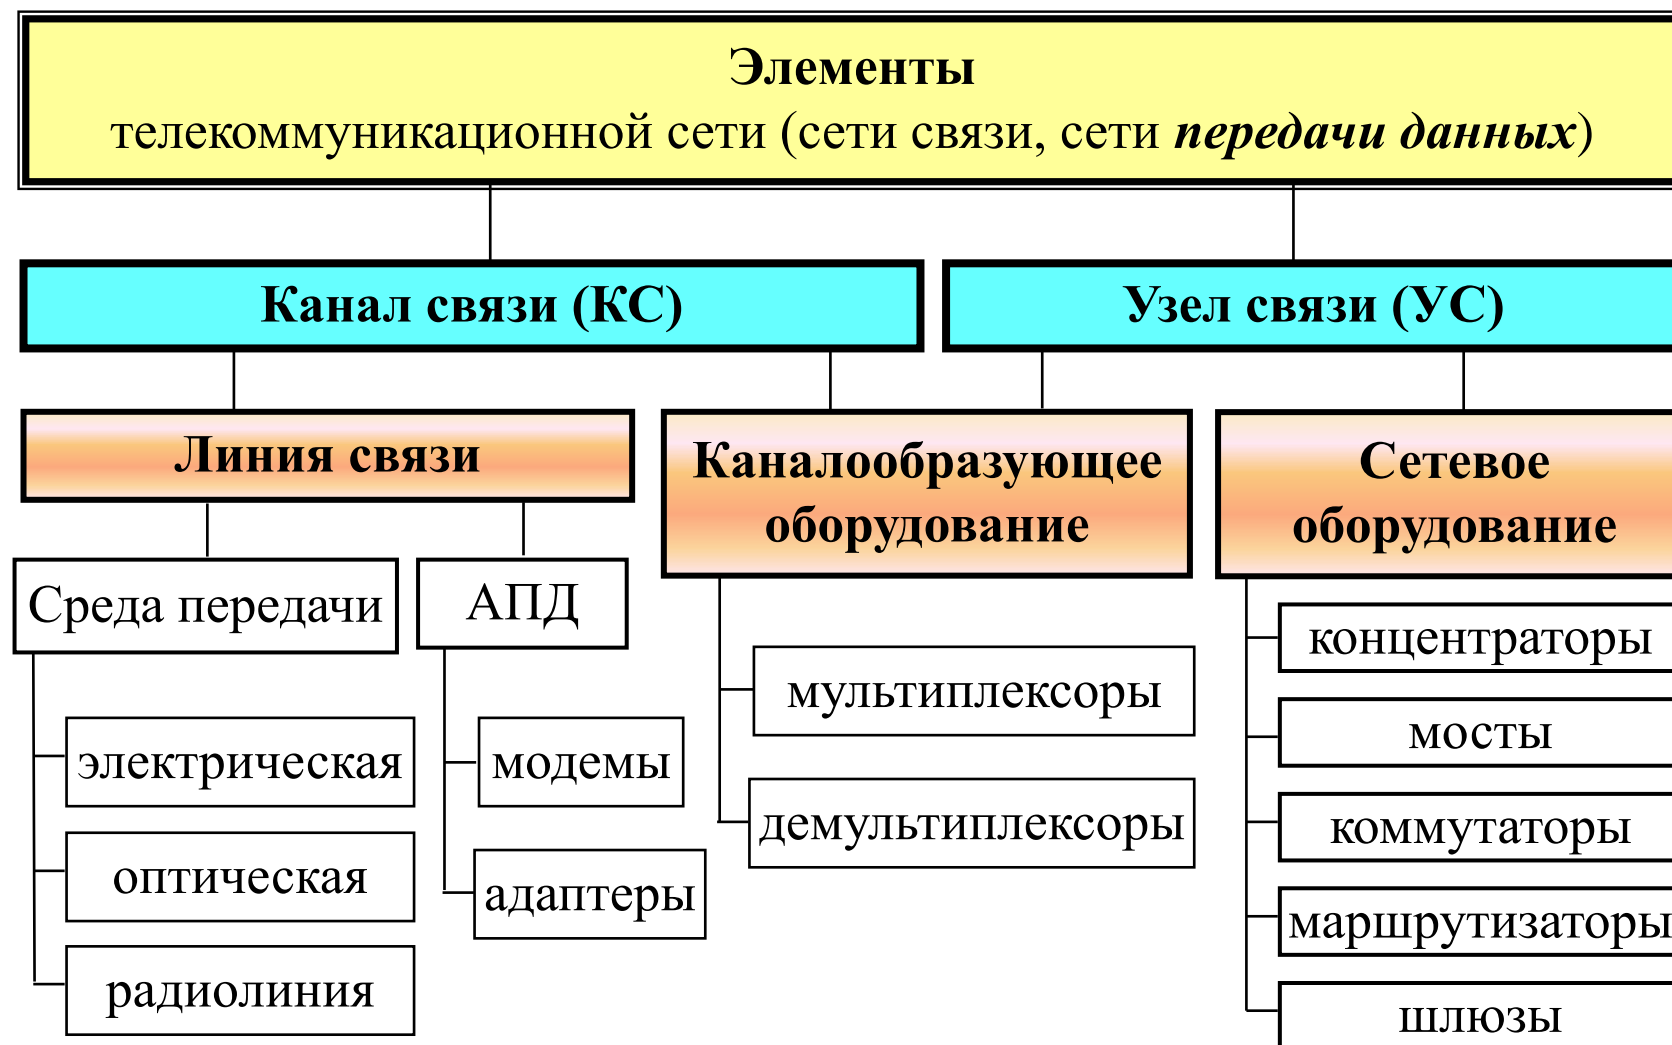 Элементы
телекоммуникационной сети (сети связи, сети передачи данных)
Канал связи (КС)
Узел связи (УС)
Линия связи
Каналообразующее
оборудование
Сетевое
оборудование
Среда передачи
АПД
электрическая
оптическая
радиолиния
модемы
адаптеры
мультиплексоры
демультиплексоры
концентраторы
мосты
коммутаторы
маршрутизаторы
шлюзы